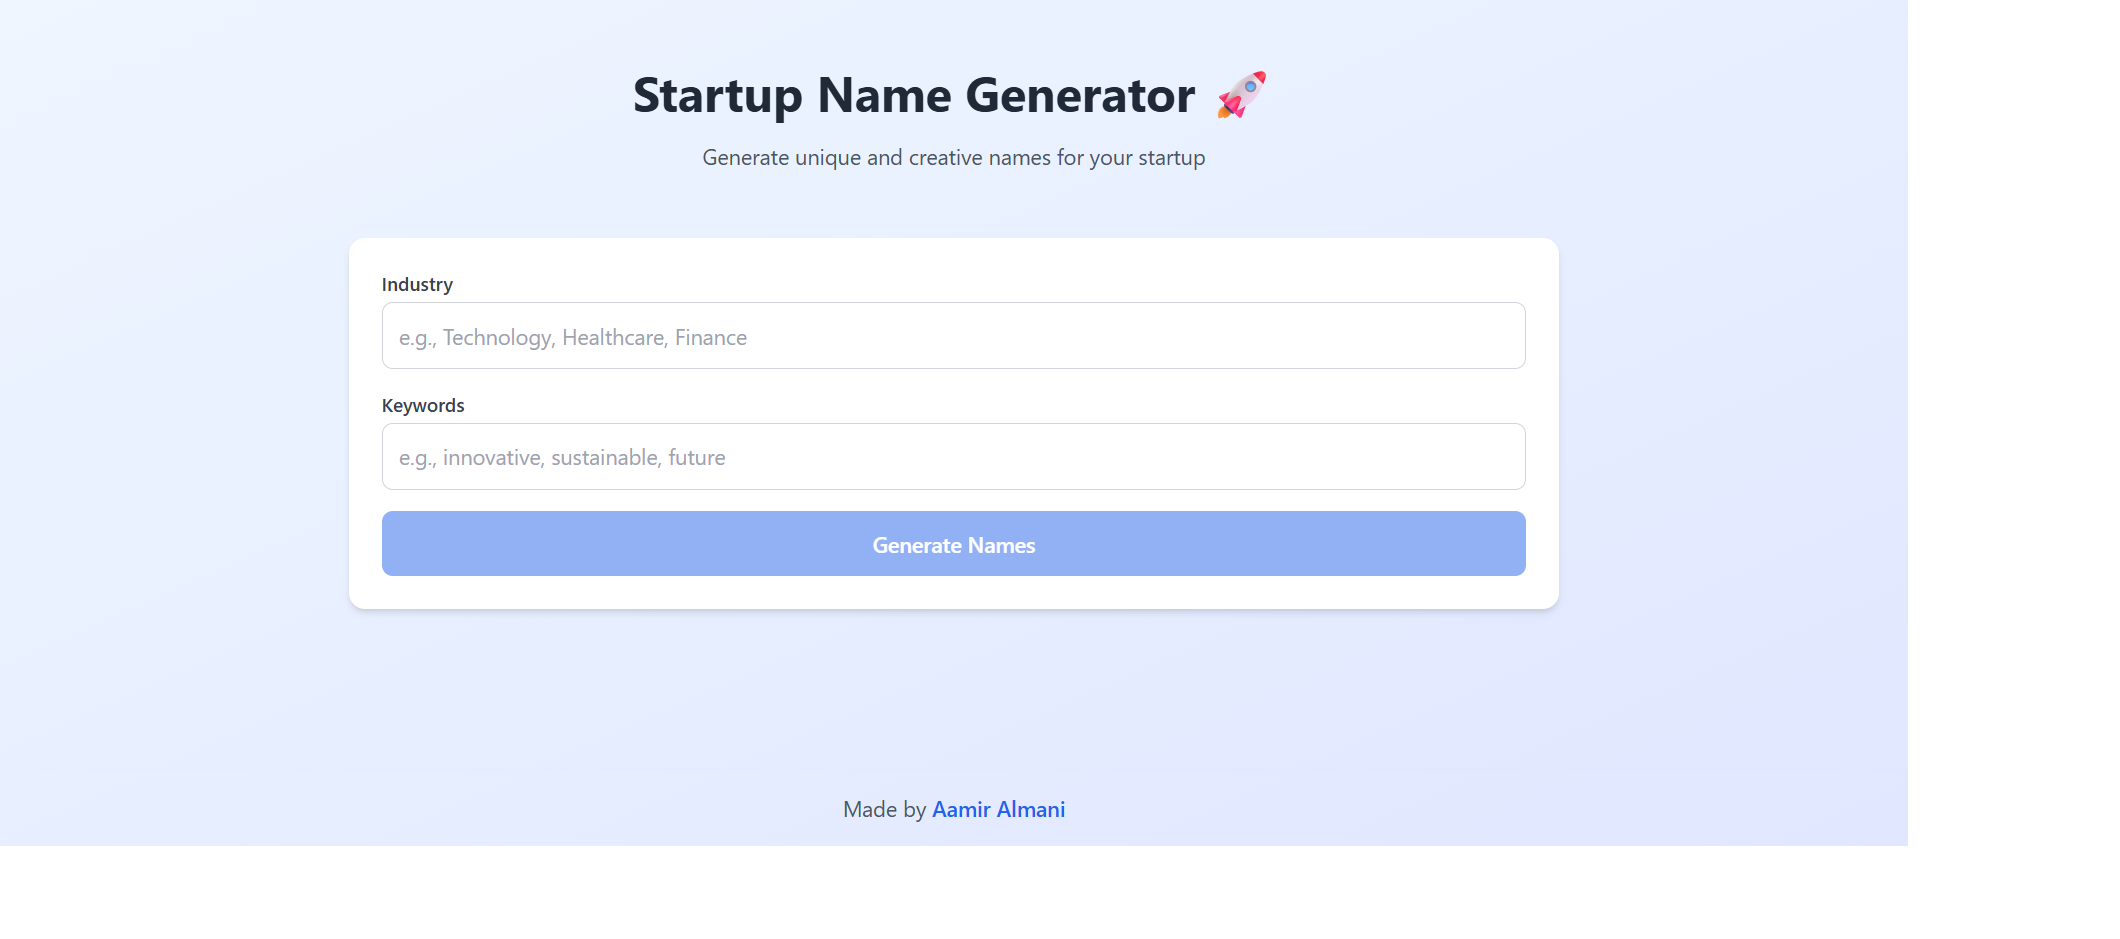 Startup Name Generator 🚀
Generate unique and creative names for your startup
Industry
e.g., Technology, Healthcare, Finance
Keywords
e.g., innovative, sustainable, future
Generate Names
Made by Aamir Almani